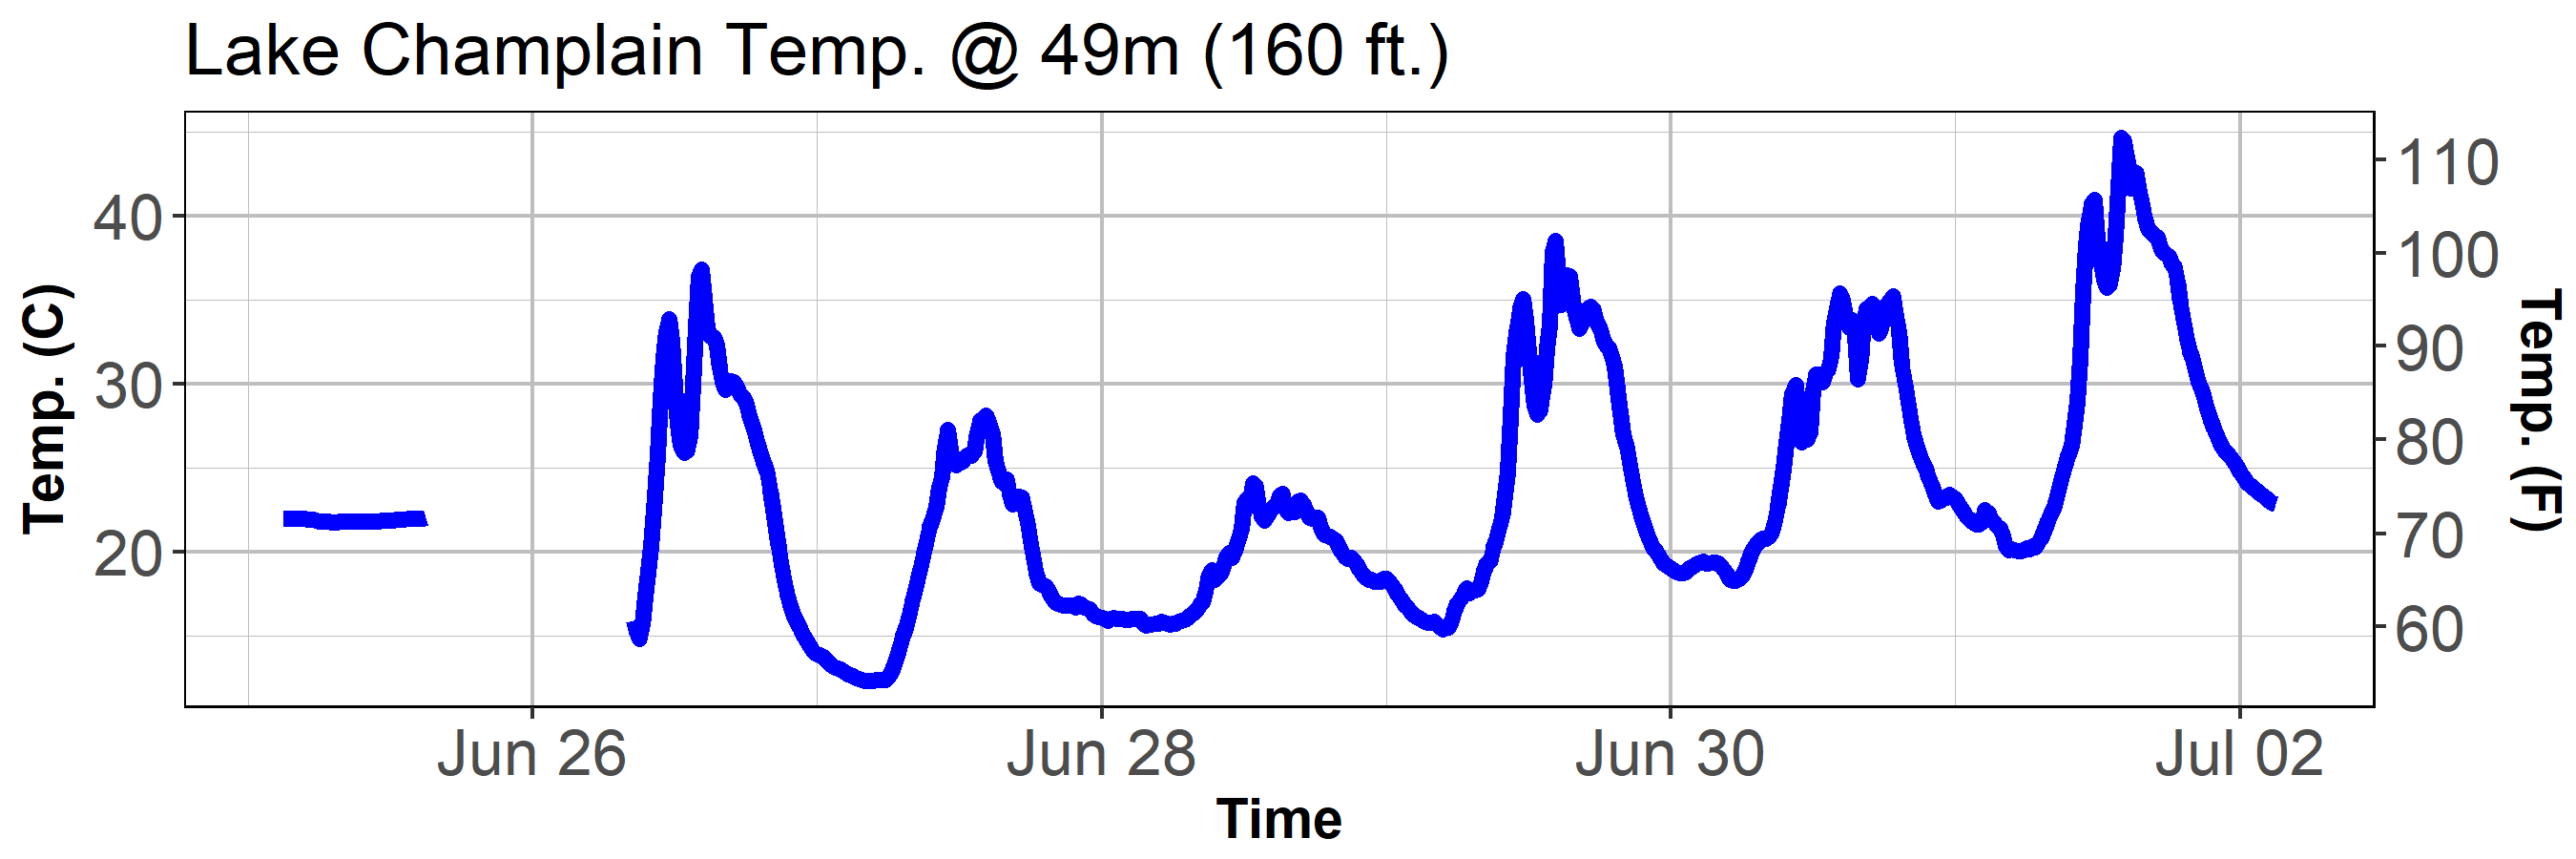 Lake Champlain Temp. @ 49m (160 ft.)
Temp. (C)
40
30
20
110
100
90
80
70
60
Temp. (F)
Jun 26 Jun 28 Jun 30 Jul 02
Time